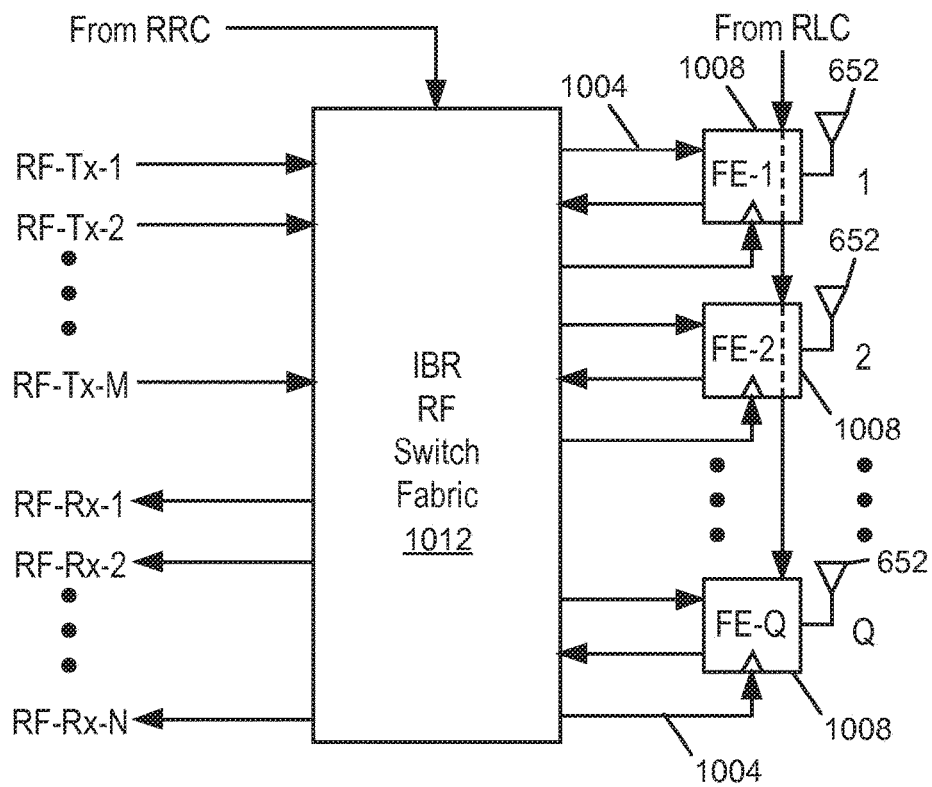 From RRC
From RLC
1004
1008
652
RF-Tx-1
FE-1
1
RF-Tx-2
652
FE-2
2
RF-Tx-M
IBR
RF
Switch
Fabric
1012
1008
RF-Rx-1
RF-Rx-2
652
FE-Q
Q
RF-Rx-N
1008
1004